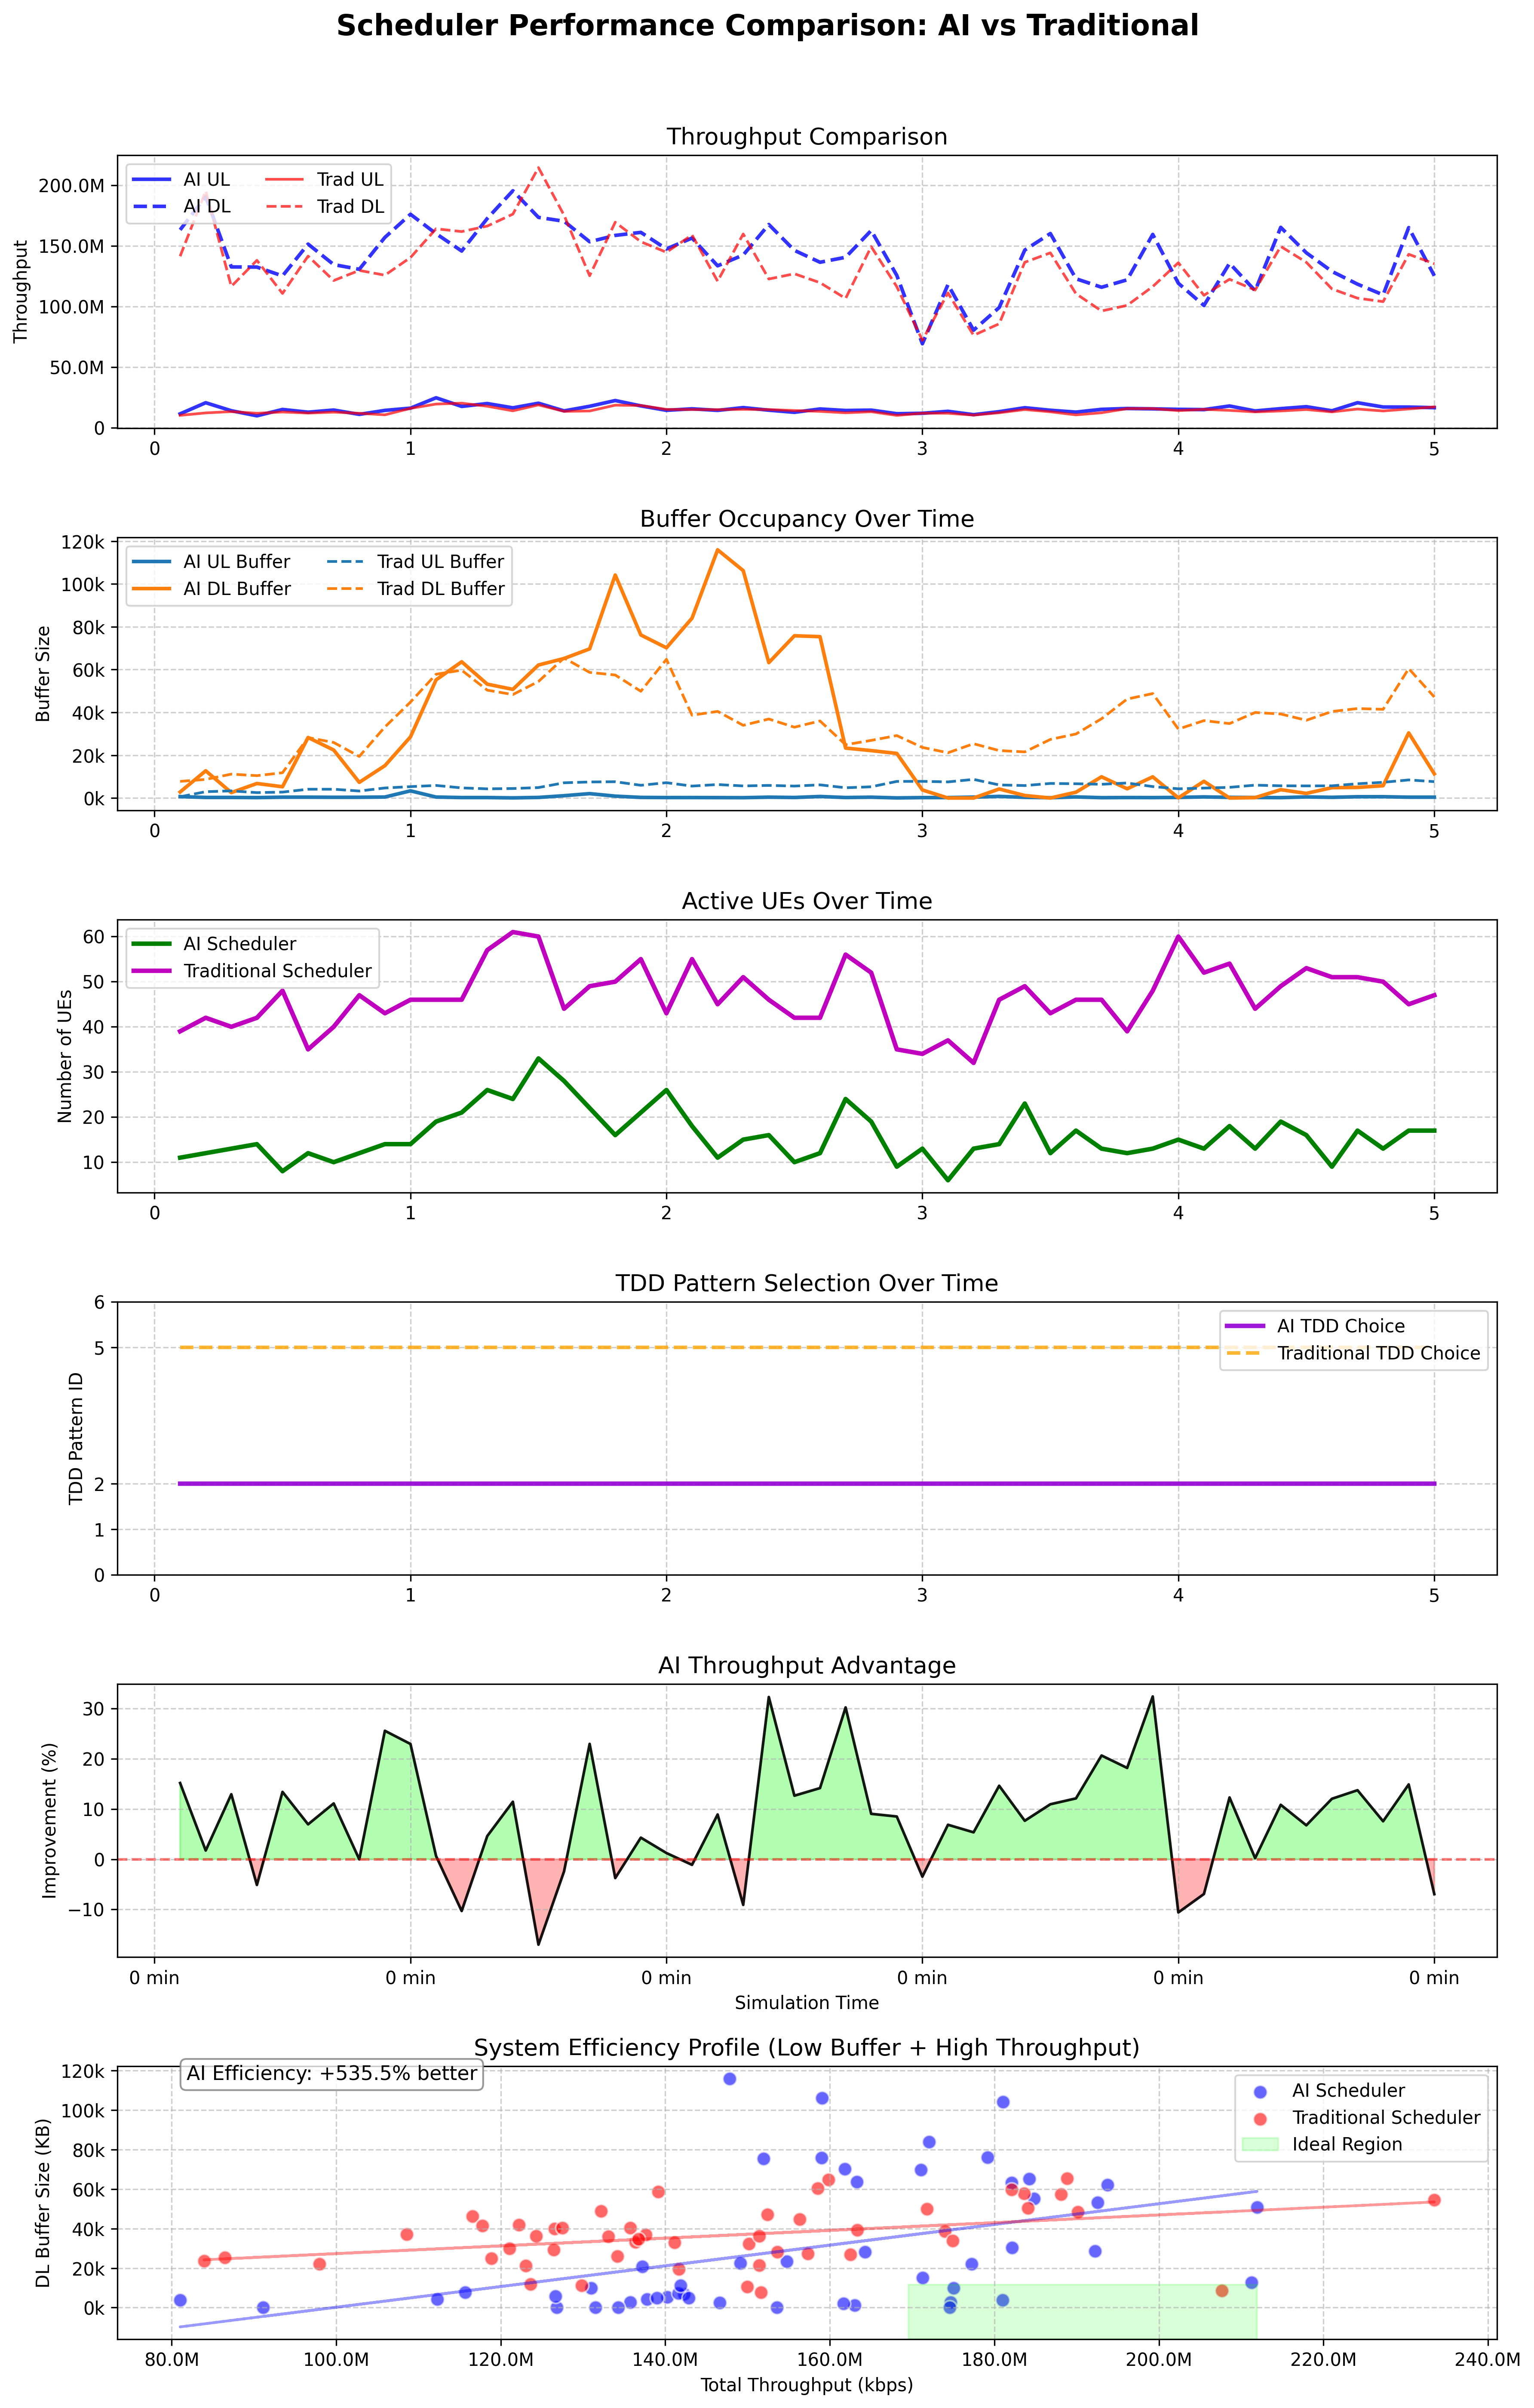 Scheduler Performance Comparison: AI vs Traditional
Throughput Comparison
AI UL
Trad UL
AI DL
Trad DL
Throughput
200.0M
150.0M
100.0M
50.0M
0
0 1 2 3 4 5
Buffer Occupancy Over Time
AI UL Buffer
Trad UL Buffer
AI DL Buffer
Trad DL Buffer
Buffer Size
120k
100k
80k
60k
40k
20k
0k
0 1 2 3 4 5
Active UEs Over Time
AI Scheduler
Traditional Scheduler
Number of UEs
60
50
40
30
20
10
0 1 2 3 4 5
TDD Pattern Selection Over Time
AI TDD Choice
Traditional TDD Choice
TDD Pattern ID
6
5
2
1
0
0 1 2 3 4 5
AI Throughput Advantage
Improvement (%)
30
20
10
0
−10
0 min 0 min 0 min 0 min 0 min 0 min
Simulation Time
System Efficiency Profile (Low Buffer + High Throughput)
AI Efficiency: +535.5% better
AI Scheduler
Traditional Scheduler
Ideal Region
DL Buffer Size (KB)
120k
100k
80k
60k
40k
20k
0k
80.0M 100.0M 120.0M 140.0M 160.0M 180.0M 200.0M 220.0M 240.0M
Total Throughput (kbps)